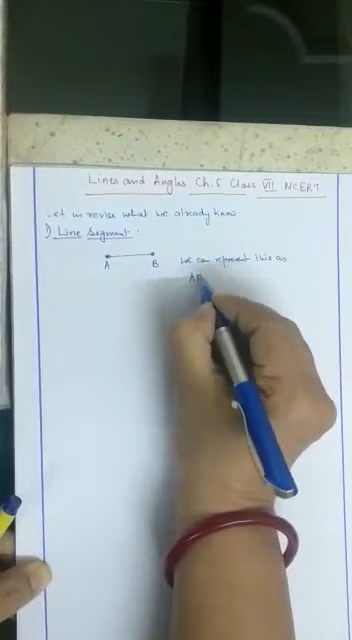 Lines and Angles Ch. 5 Class VII NCERT
Let us revise what we already know
1) Line Segment :
A B we can represent this as
AB